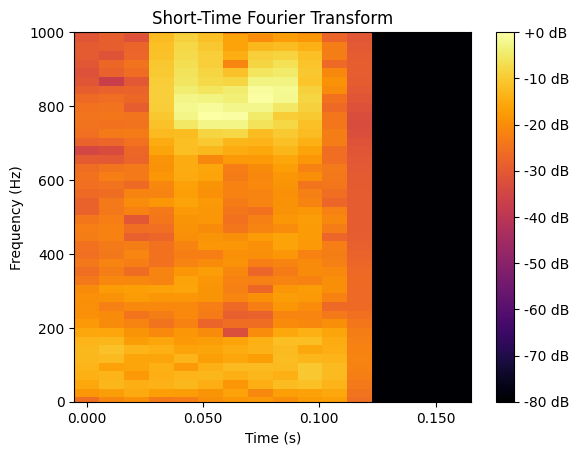 Short-Time Fourier Transform
1000
800
600
400
200
0
Frequency (Hz)
0.000
0.050
0.100
0.150
Time (s)
+0 dB
-10 dB
-20 dB
-30 dB
-40 dB
-50 dB
-60 dB
-70 dB
-80 dB